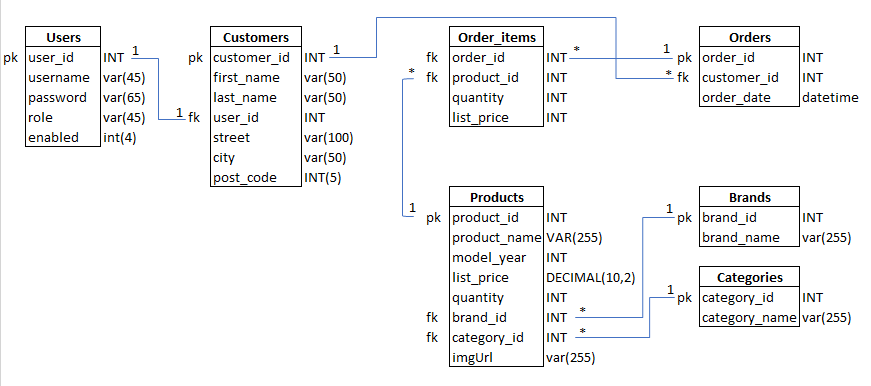 Users
pk user_id INT 1
username var(45)
password var(65)
role var(45)
enabled int(4)
Customers
pk customer_id INT 1
first_name var(50)
last_name var(50)
1 fk user_id INT
street var(100)
city var(50)
post_code INT(5)
Order_items
fk order_id INT *
* fk product_id INT
quantity INT
list_price INT
Orders
1 pk order_id INT
* fk customer_id INT
order_date datetime
Products
1 pk product_id INT
product_name VAR(255)
model_year INT
list_price DECIMAL(10,2)
quantity INT
fk brand_id INT *
fk category_id INT *
imgUrl var(255)
Brands
1 pk brand_id INT
brand_name var(255)
Categories
1 pk category_id INT
category_name var(255)